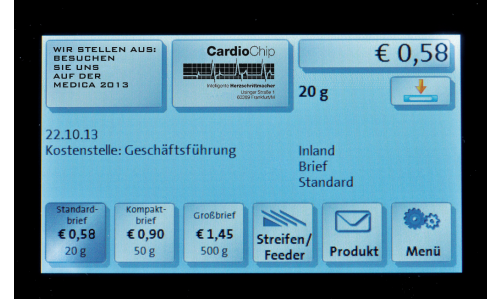 WIR STELLEN AUS:
BESUCHEN
SIE UNS
AUF DER
MEDICA 2013
CardioChip
Intelligente Herzschrittmacher
€ 0,58
20 g
22.10.13
Kostenstelle: Geschäftsführung
Inland
Brief
Standard
Standard-
brief
€ 0,58
20 g
Kompakt-
brief
€ 0,90
50 g
Großbrief
€ 1,45
500 g
Streifen/
Feeder
Produkt
Menü